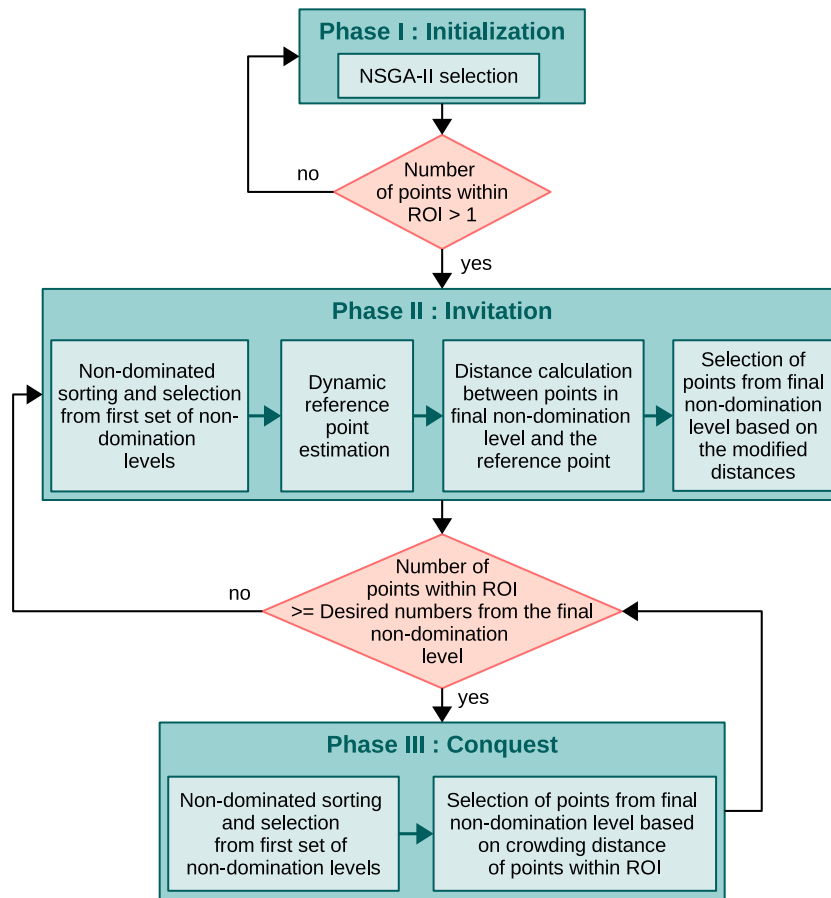 Phase I : Initialization
NSGA-II selection
no
Number
of points within
ROI > 1
yes
Phase II : Invitation
Non-dominated
sorting and selection
from first set of non-
domination
levels
Dynamic
reference
point
estimation
Distance calculation
between points in
final non-domination
level and the
reference point
Selection of
points from final
non-domination
level based on
the modified
distances
no
Number of
points within ROI
>= Desired numbers from the final
non-domination
level
yes
Phase III : Conquest
Non-dominated sorting
and selection
from first set of
non-domination levels
Selection of points from final
non-domination level based
on crowding distance
of points within ROI